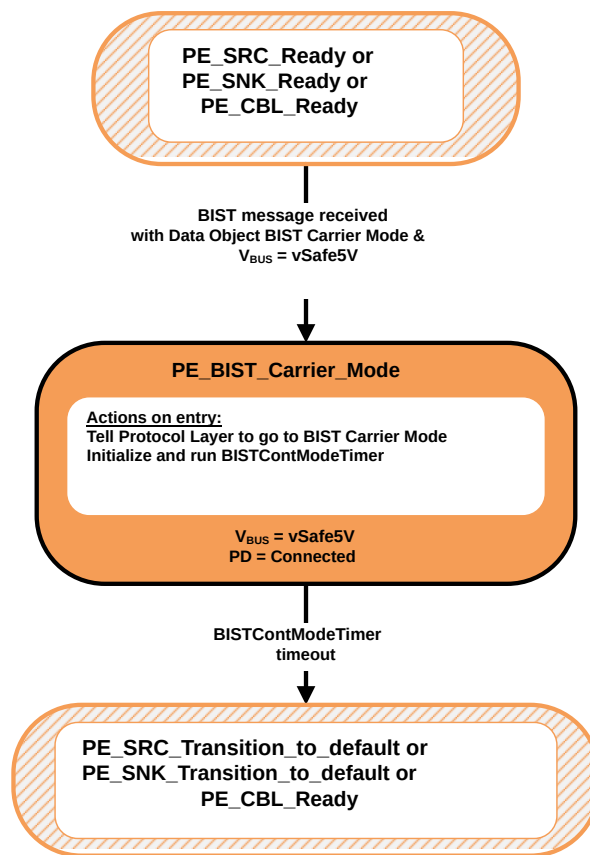 PE_SRC_Ready or
PE_SNK_Ready or
PE_CBL_Ready
BIST message received
with Data Object BIST Carrier Mode &
VBUS = vSafe5V
PE_BIST_Carrier_Mode
Actions on entry:
Tell Protocol Layer to go to BIST Carrier Mode
Initialize and run BISTContModeTimer
VBUS = vSafe5V
PD = Connected
BISTContModeTimer
timeout
PE_SRC_Transition_to_default or
PE_SNK_Transition_to_default or
PE_CBL_Ready